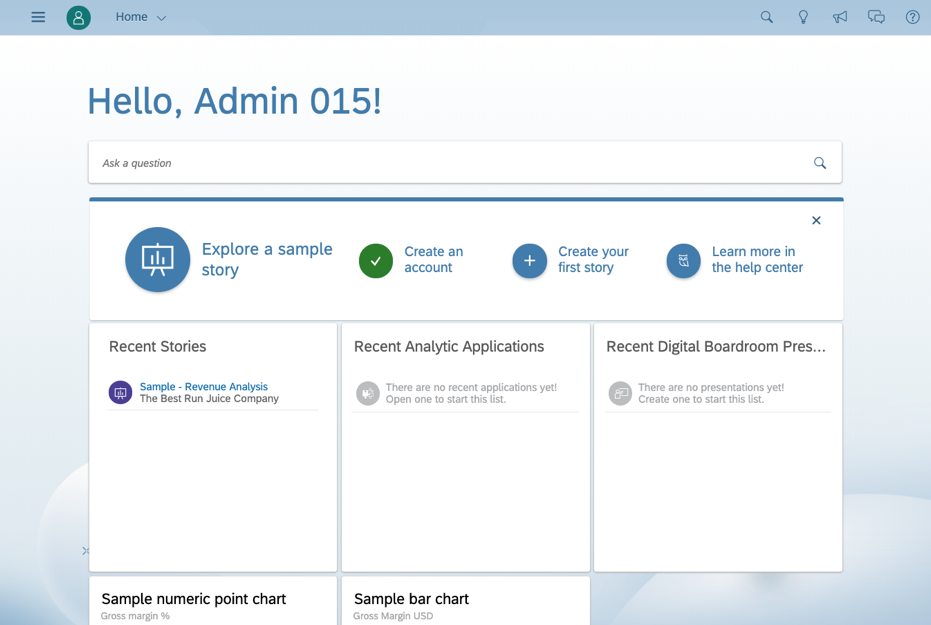 Home
Hello, Admin 015!
Ask a question
Explore a sample
story
Create an
account
Create your
first story
Learn more in
the help center
Recent Stories
Sample - Revenue Analysis
The Best Run Juice Company
Recent Analytic Applications
There are no recent applications yet!
Open one to start this list.
Recent Digital Boardroom Pres...
There are no presentations yet!
Create one to start this list.
Sample numeric point chart
Gross margin %
Sample bar chart
Gross Margin USD